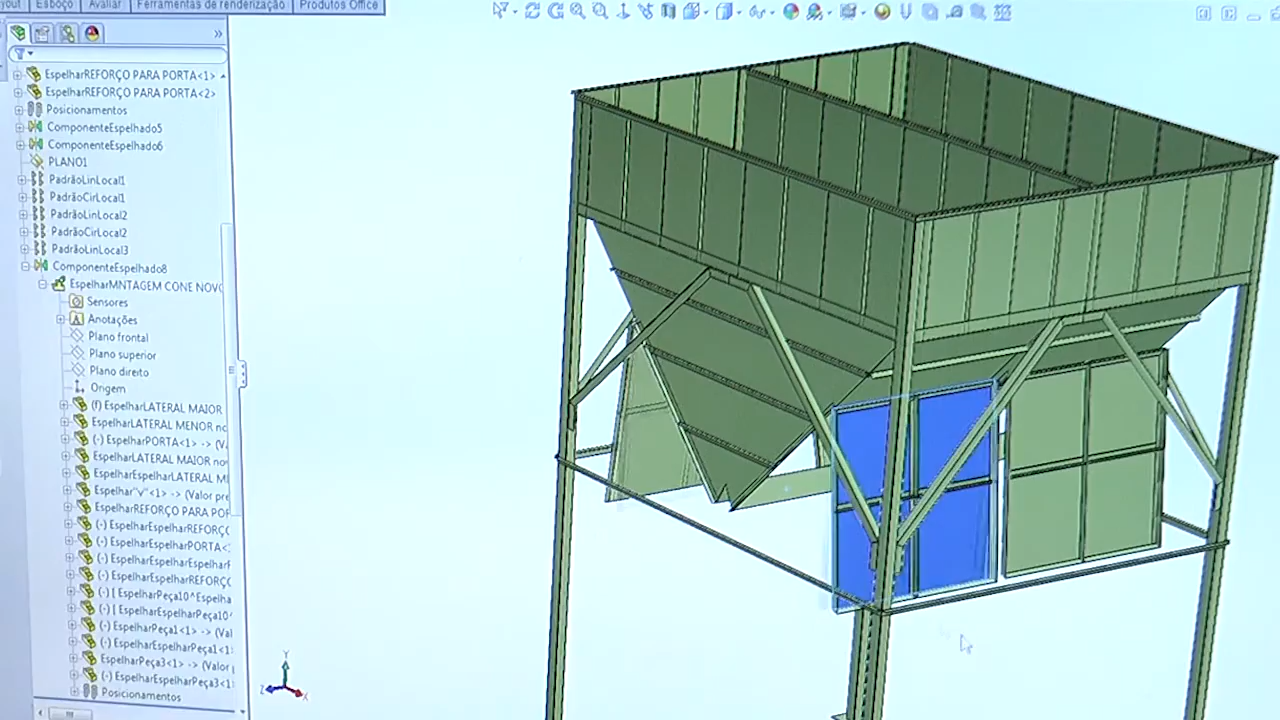 yout Esboço Avaliar Ferramentas de renderização Produtos Office
EspelharREFORÇO PARA PORTA<1>
EspelharREFORÇO PARA PORTA<2>
Posicionamentos
ComponenteEspelhado5
ComponenteEspelhado6
PLANO1
PadrãoLinLocal1
PadrãoCirLocal1
PadrãoLinLocal2
PadrãoCirLocal2
PadrãoLinLocal3
ComponenteEspelhado8
EspelharMNTAGEM CONE NOVO
Sensores
Anotações
Plano frontal
Plano superior
Plano direito
Origem
(f) EspelharLATERAL MAIOR
EspelharLATERAL MENOR no
(-) EspelharPORTA<1> -> (V
EspelharLATERAL MAIOR no
EspelharEspelharLATERAL M
Espelhar"v"<1> -> (Valor pre
EspelharREFORÇO PARA POR
(-) EspelharEspelharREFORÇ
(-) EspelharEspelharPORTA<
(-) EspelharEspelharEspelhar
(-) EspelharEspelharREFORÇ
(-) [ EspelharPeça10^Espelha
(-) [ EspelharEspelharPeça10
(-) EspelharPeça1<1> -> (Val
(-) EspelharEspelharPeça1<1
EspelharPeça3<1> -> (Valor
(-) EspelharEspelharPeça3<1
Posicionamentos
Y
Z
X